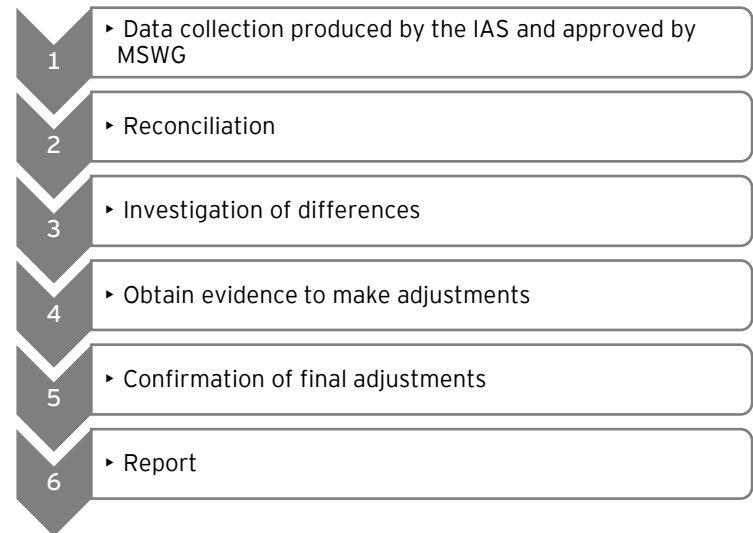 1
▸ Data collection produced by the IAS and approved by
MSWG
2
▸ Reconciliation
3
▸ Investigation of differences
4
▸ Obtain evidence to make adjustments
5
▸ Confirmation of final adjustments
6
▸ Report